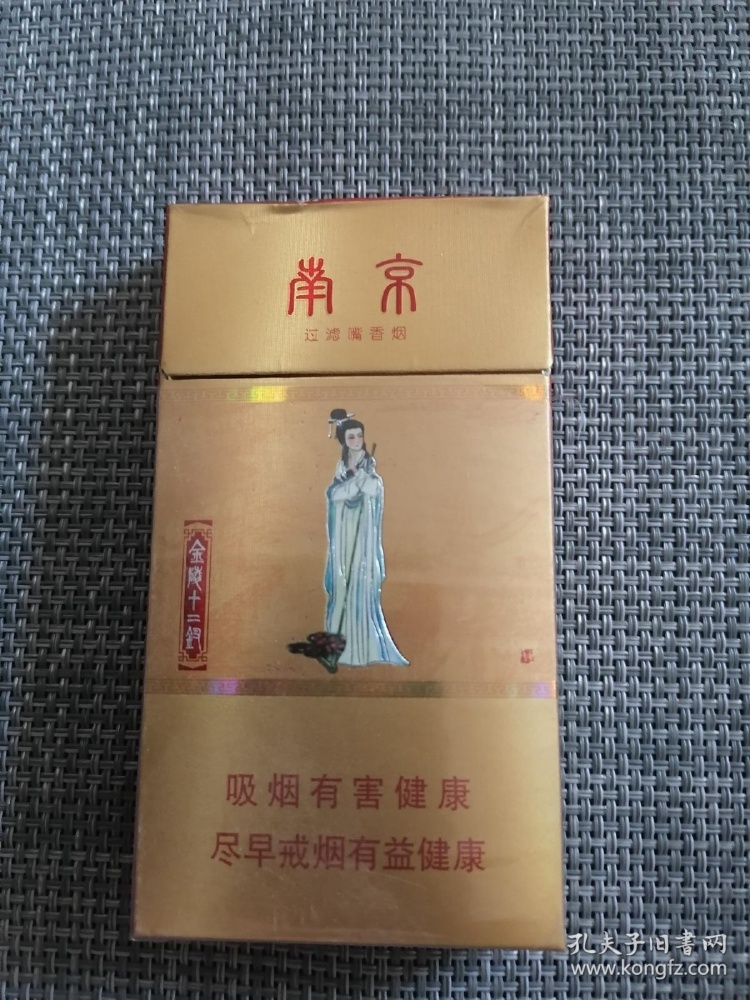 南京
过滤嘴香烟
金陵十二钗
吸烟有害健康
尽早戒烟有益健康
孔夫子旧書网
www.kongfz.com